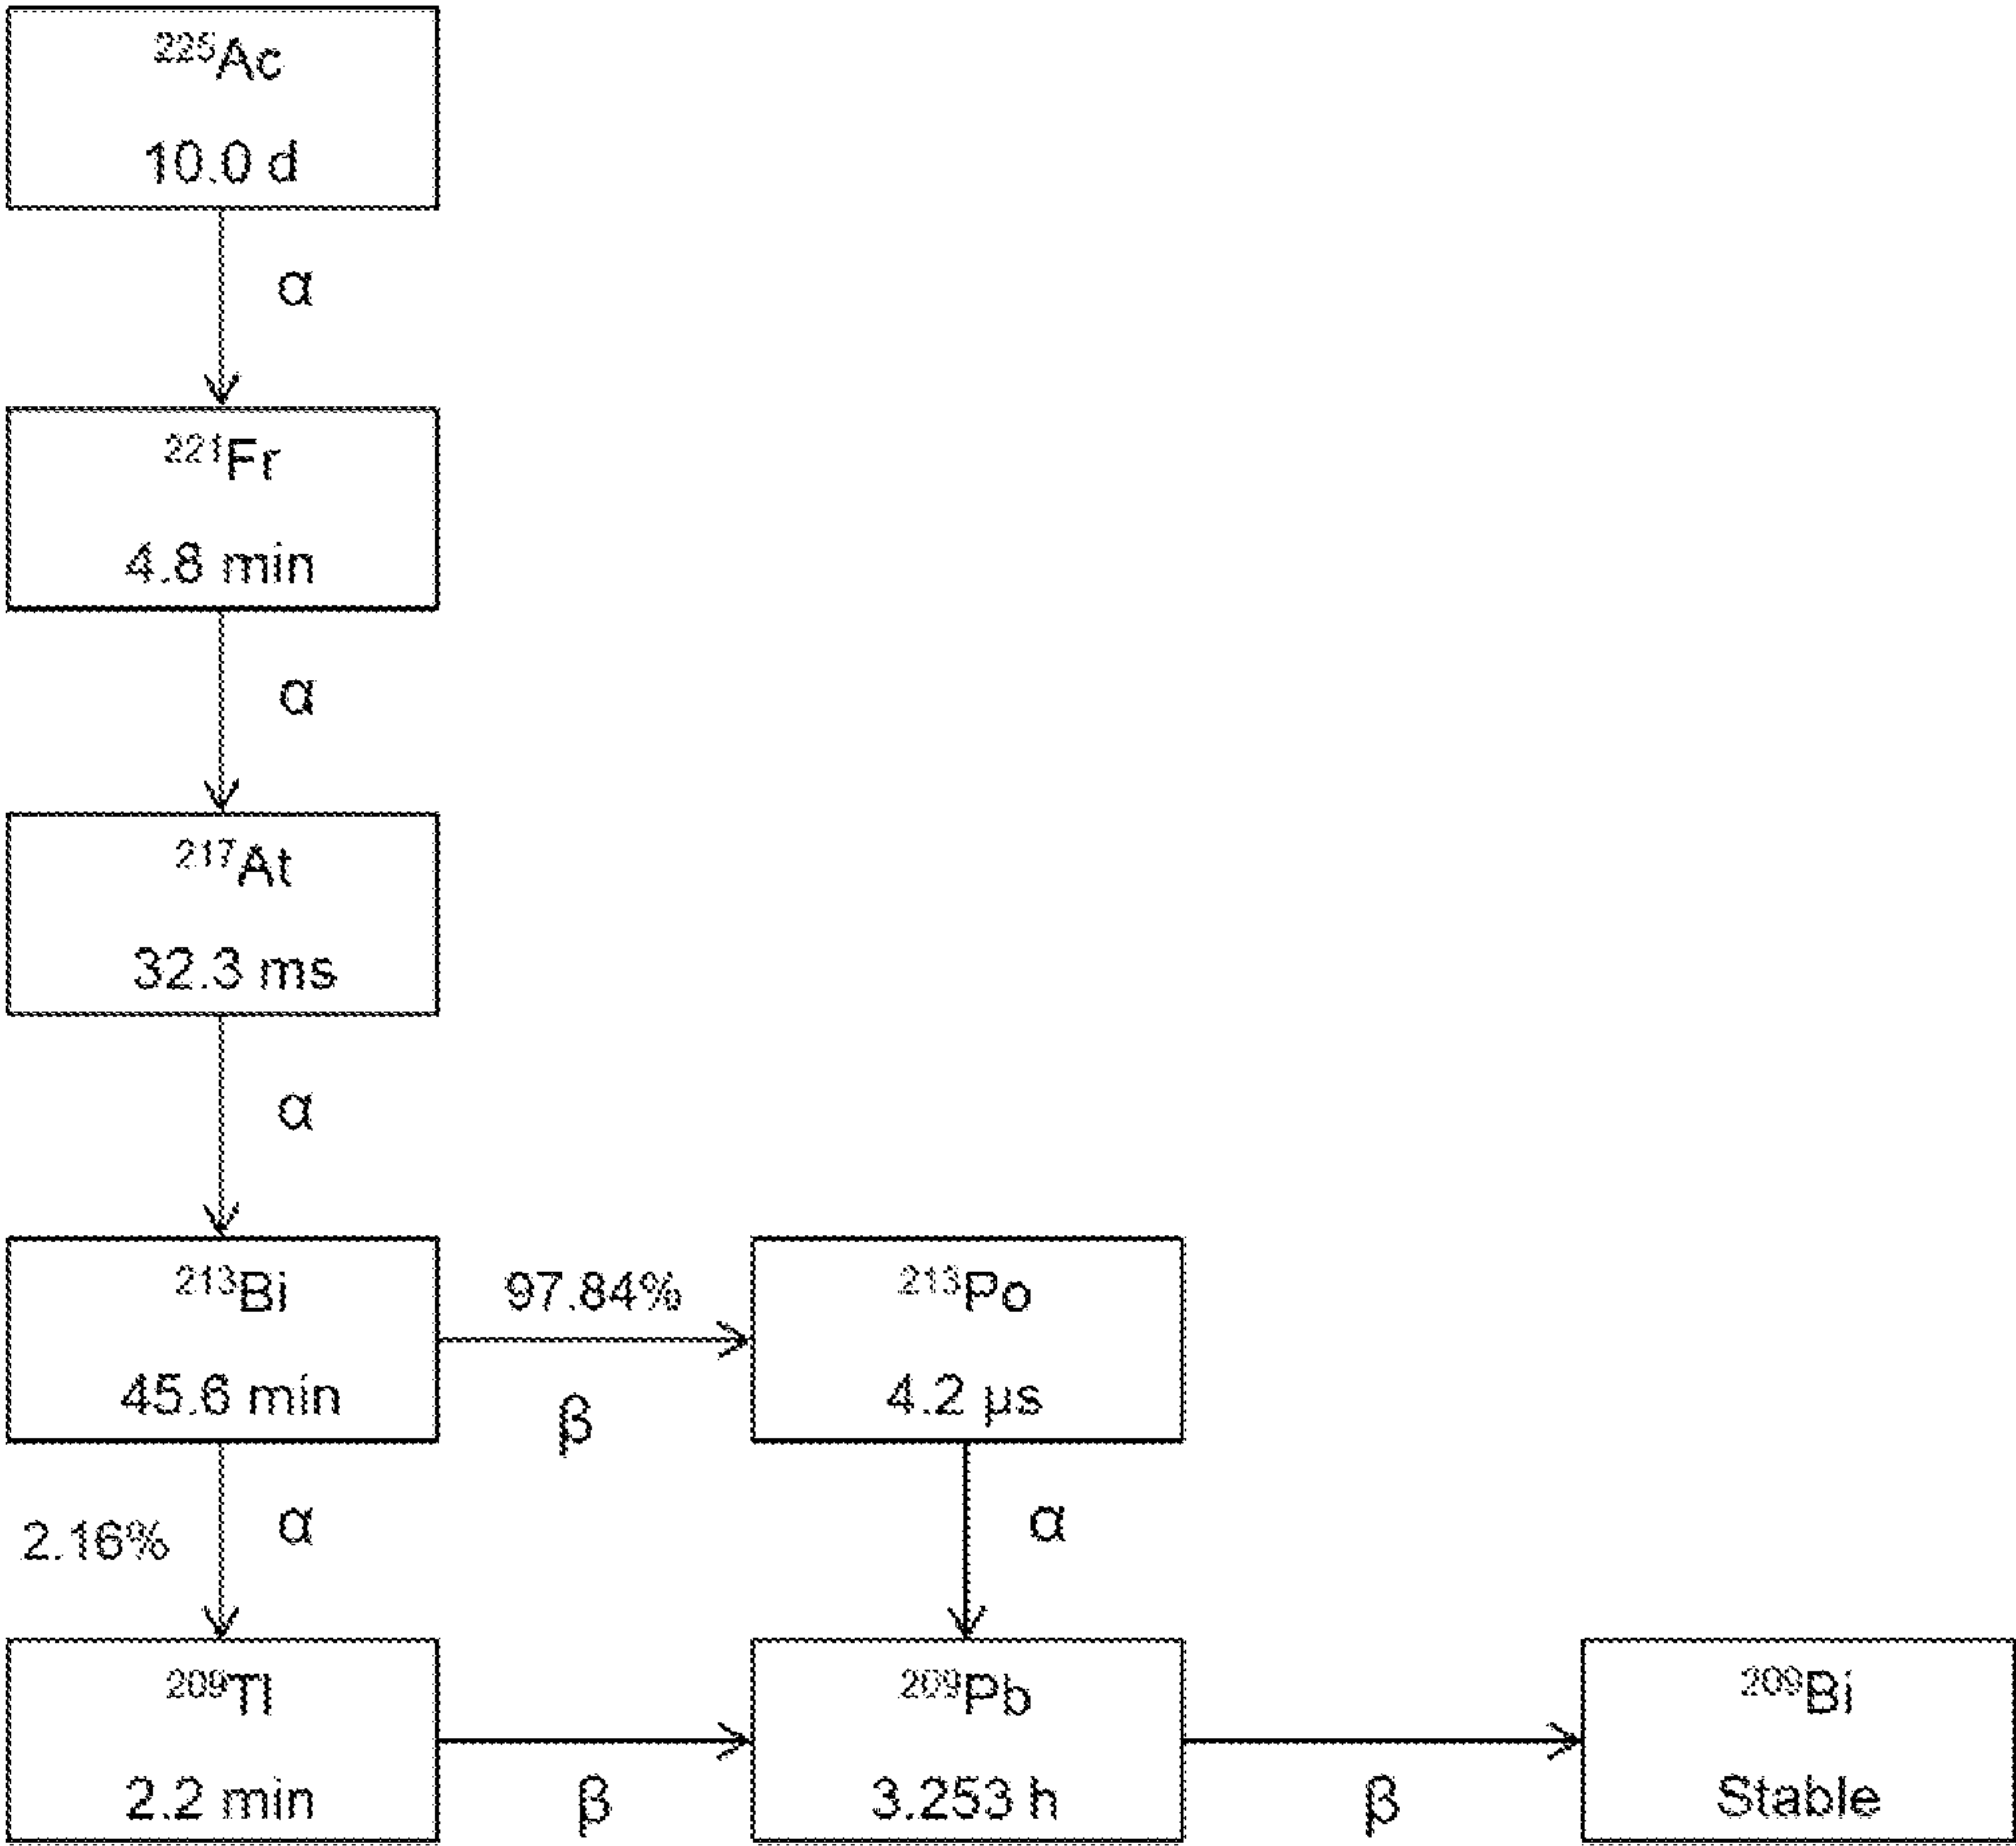 ²²⁵Ac
10.0 d
α
²²¹Fr
4.8 min
α
²¹⁷At
32.3 ms
α
²¹³Bi
45.6 min
97.84%
β
²¹³Po
4.2 µs
2.16%
α
α
²⁰⁹Tl
2.2 min
β
²⁰⁹Pb
3.253 h
β
²⁰⁹Bi
Stable